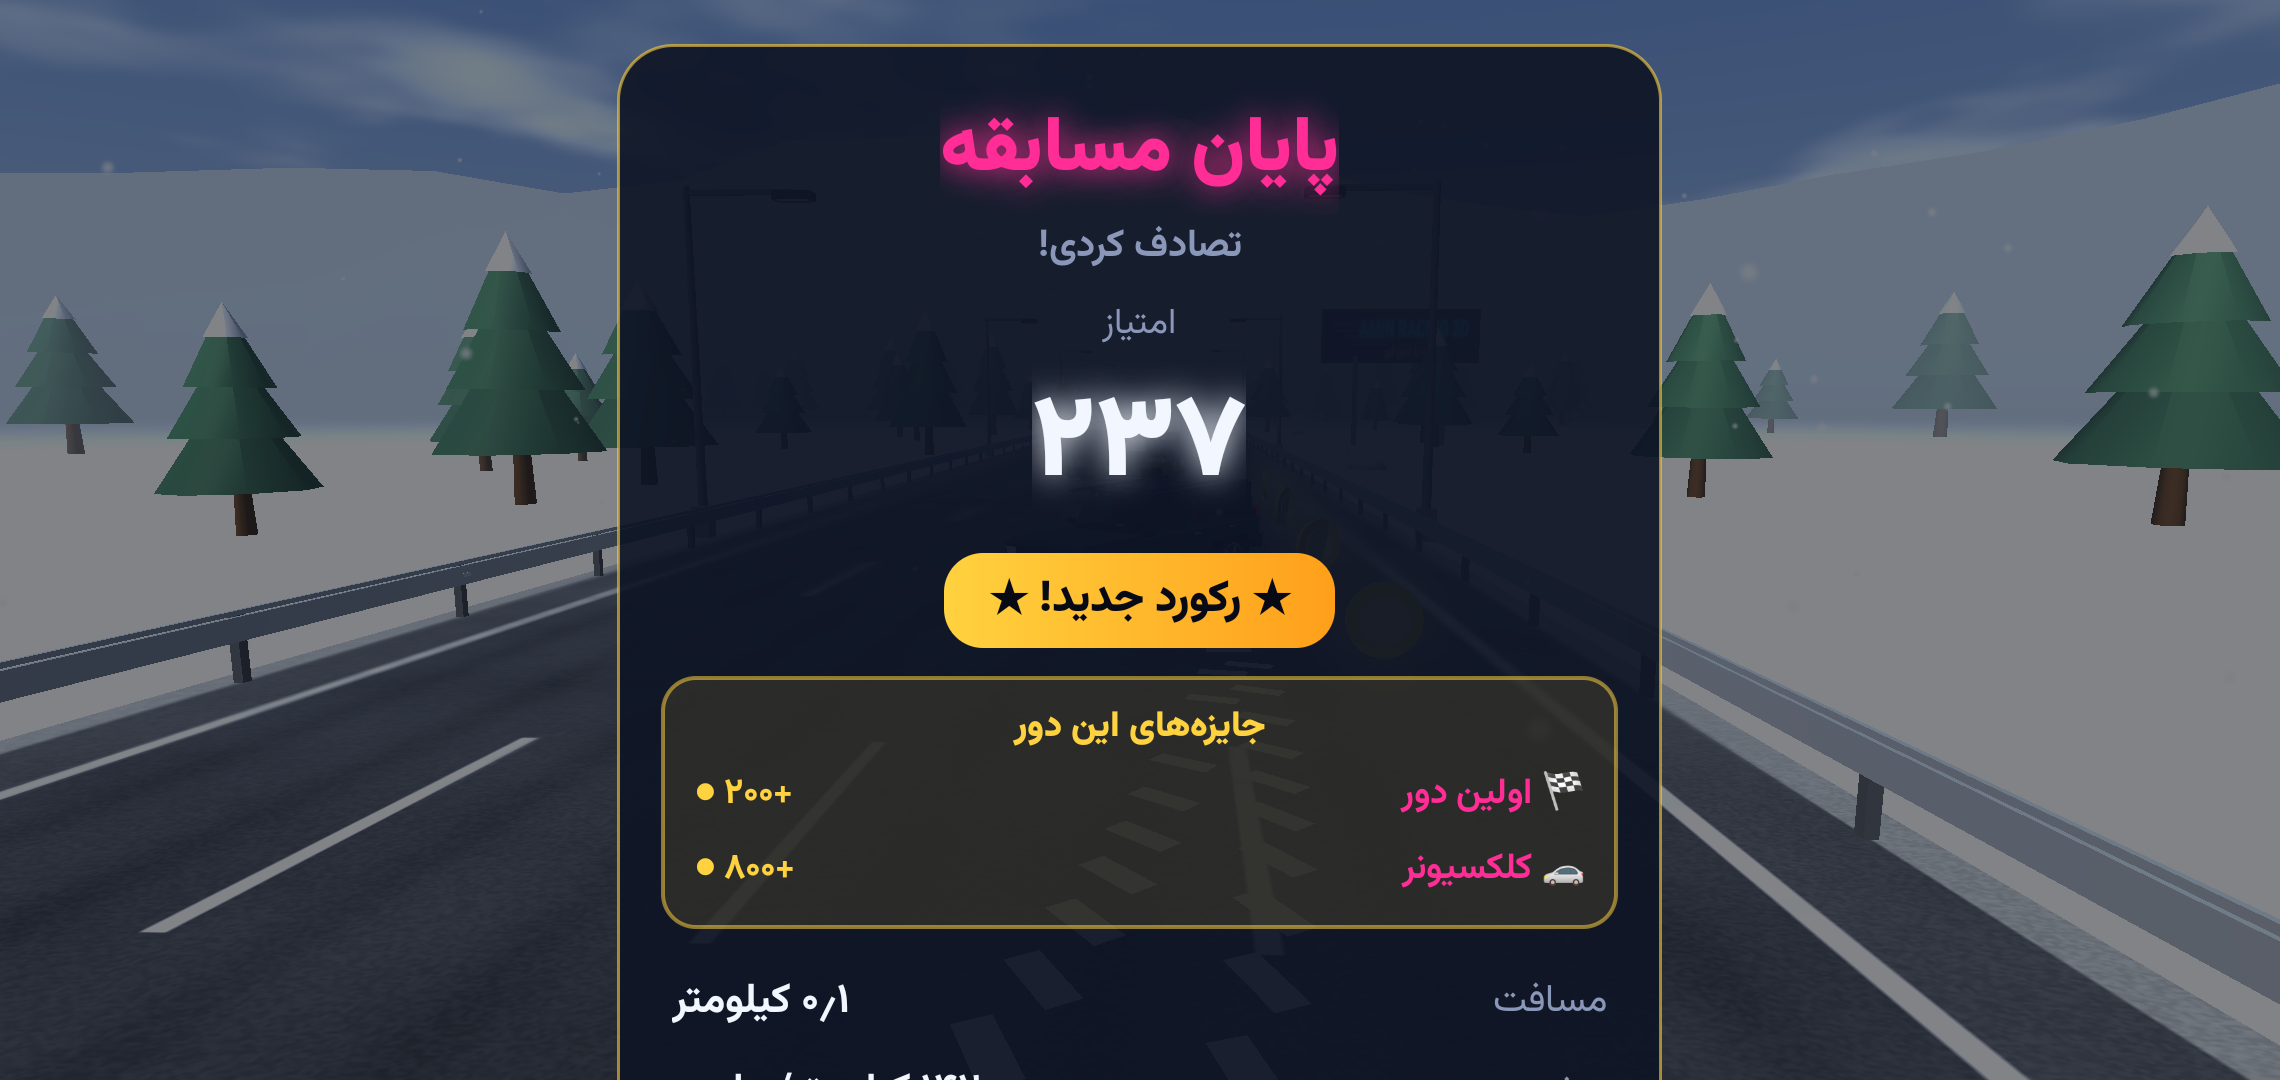 پایان مسابقه
تصادف کردی!
امتیاز
۲۳۷
★ رکورد جدید! ★
جایزه‌های این دور
اولین دور +۲۰۰
کلکسیونر +۸۰۰
مسافت ۰٫۱ کیلومتر